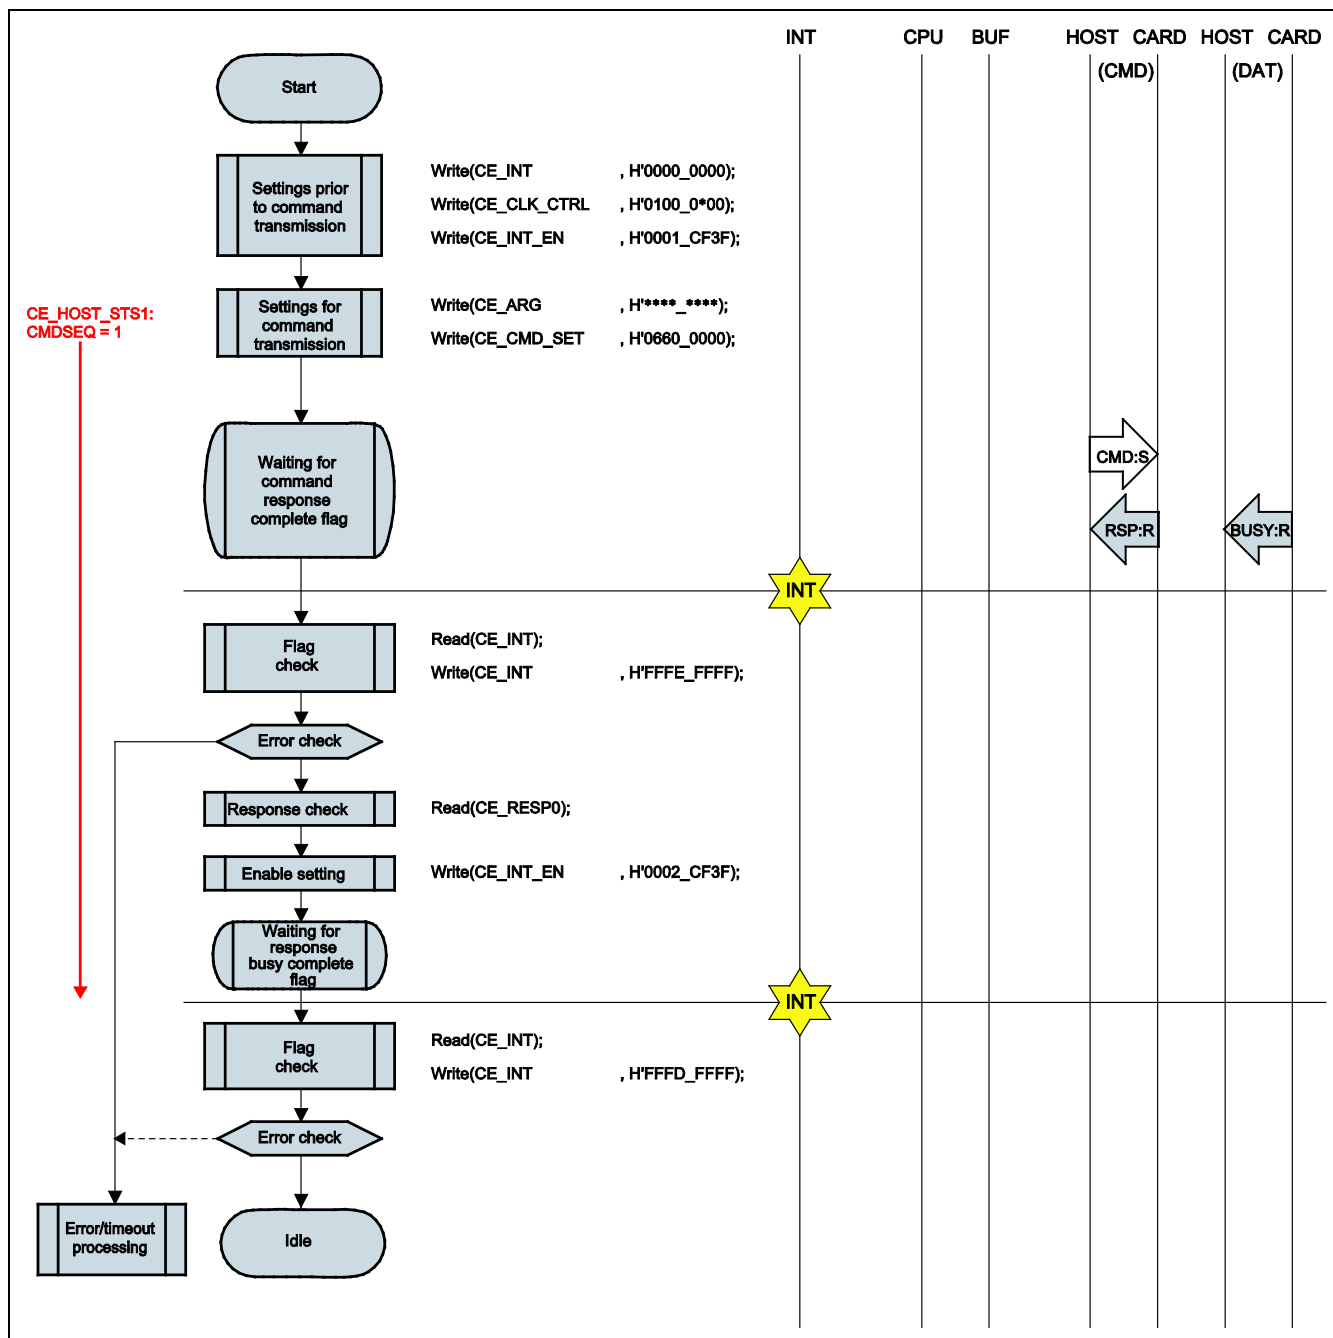 INT CPU BUF HOST CARD HOST CARD
(CMD) (DAT)
Start
Settings prior
to command
transmission
Write(CE_INT , H'0000_0000);
Write(CE_CLK_CTRL , H'0100_0*00);
Write(CE_INT_EN , H'0001_CF3F);
CE_HOST_STS1:
CMDSEQ = 1
Settings for
command
transmission
Write(CE_ARG , H'****_****);
Write(CE_CMD_SET , H'0660_0000);
Waiting for
command
response
complete flag
CMD:S
RSP:R
BUSY:R
INT
Flag
check
Read(CE_INT);
Write(CE_INT , H'FFFE_FFFF);
Error check
Response check
Read(CE_RESP0);
Enable setting
Write(CE_INT_EN , H'0002_CF3F);
Waiting for
response
busy complete
flag
INT
Flag
check
Read(CE_INT);
Write(CE_INT , H'FFFD_FFFF);
Error check
Error/timeout
processing
Idle